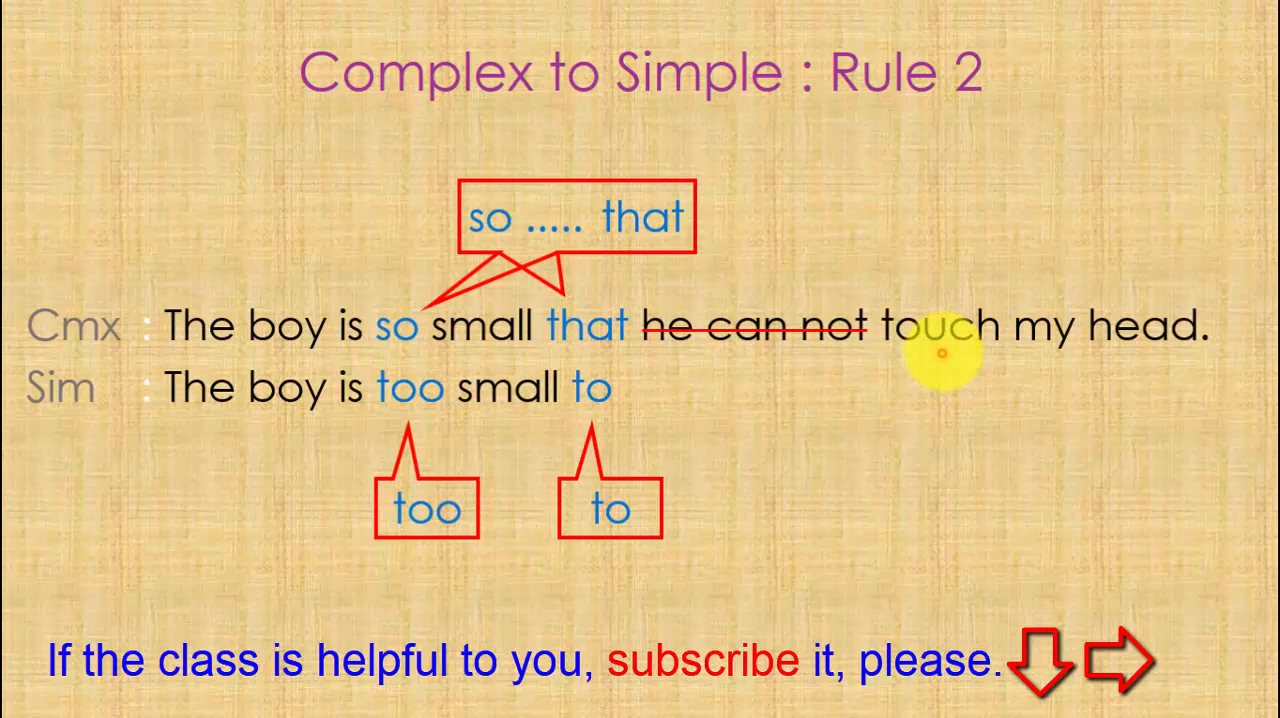 Complex to Simple : Rule 2
so ..... that
Cmx : The boy is so small that he can not touch my head.
Sim : The boy is too small to
too to
If the class is helpful to you, subscribe it, please.